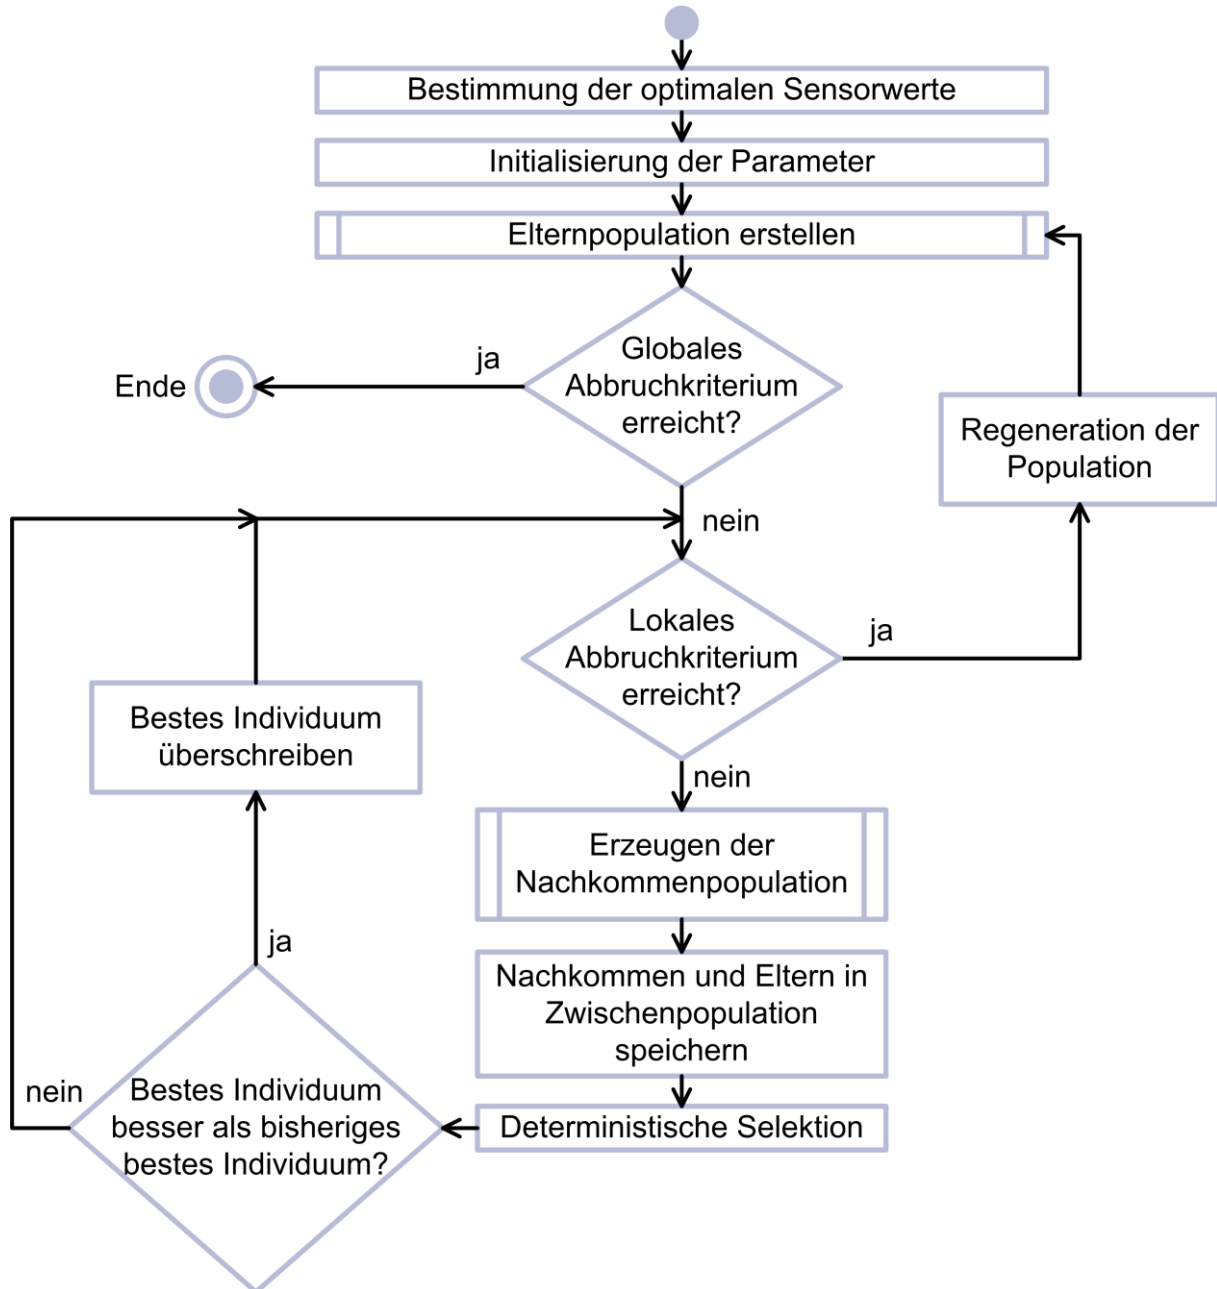 Bestimmung der optimalen Sensorwerte
Initialisierung der Parameter
Elternpopulation erstellen
Globales
Abbruchkriterium
erreicht?
ja
Ende
nein
Regeneration der
Population
Lokales
Abbruchkriterium
erreicht?
ja
nein
Erzeugen der
Nachkommenpopulation
Nachkommen und Eltern in
Zwischenpopulation
speichern
Deterministische Selektion
Bestes Individuum
besser als bisheriges
bestes Individuum?
nein
ja
Bestes Individuum
überschreiben